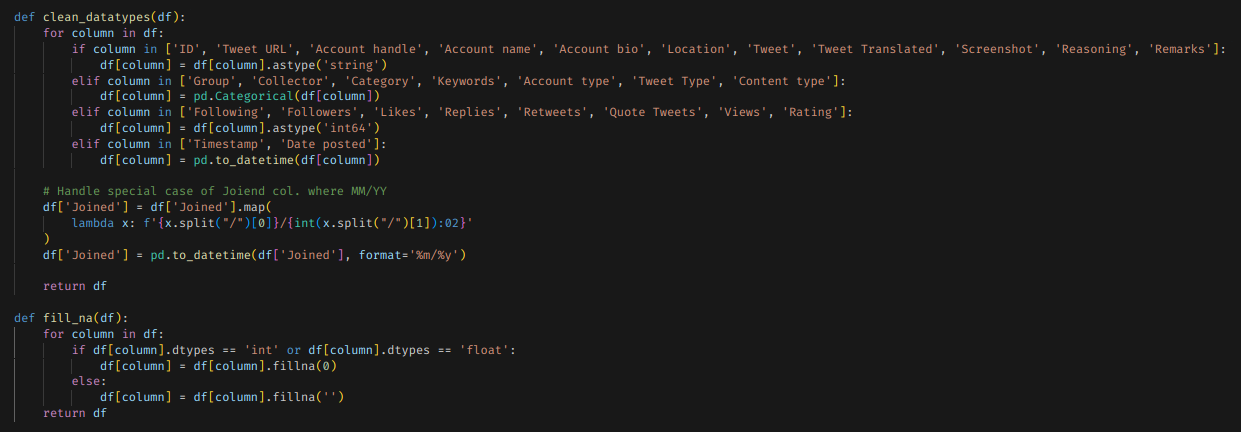 def clean_datatypes(df):
    for column in df:
        if column in ['ID', 'Tweet URL', 'Account handle', 'Account name', 'Account bio', 'Location', 'Tweet', 'Tweet Translated', 'Screenshot', 'Reasoning', 'Remarks']:
            df[column] = df[column].astype('string')
        elif column in ['Group', 'Collector', 'Category', 'Keywords', 'Account type', 'Tweet Type', 'Content type']:
            df[column] = pd.Categorical(df[column])
        elif column in ['Following', 'Followers', 'Likes', 'Replies', 'Retweets', 'Quote Tweets', 'Views', 'Rating']:
            df[column] = df[column].astype('int64')
        elif column in ['Timestamp', 'Date posted']:
            df[column] = pd.to_datetime(df[column])

    # Handle special case of Joiend col. where MM/YY
    df['Joined'] = df['Joined'].map(
        lambda x: f'{x.split("/")[0]}/{int(x.split("/")[1]):02}'
    )
    df['Joined'] = pd.to_datetime(df['Joined'], format='%m/%y')

    return df

def fill_na(df):
    for column in df:
        if df[column].dtypes == 'int' or df[column].dtypes == 'float':
            df[column] = df[column].fillna(0)
        else:
            df[column] = df[column].fillna('')
    return df